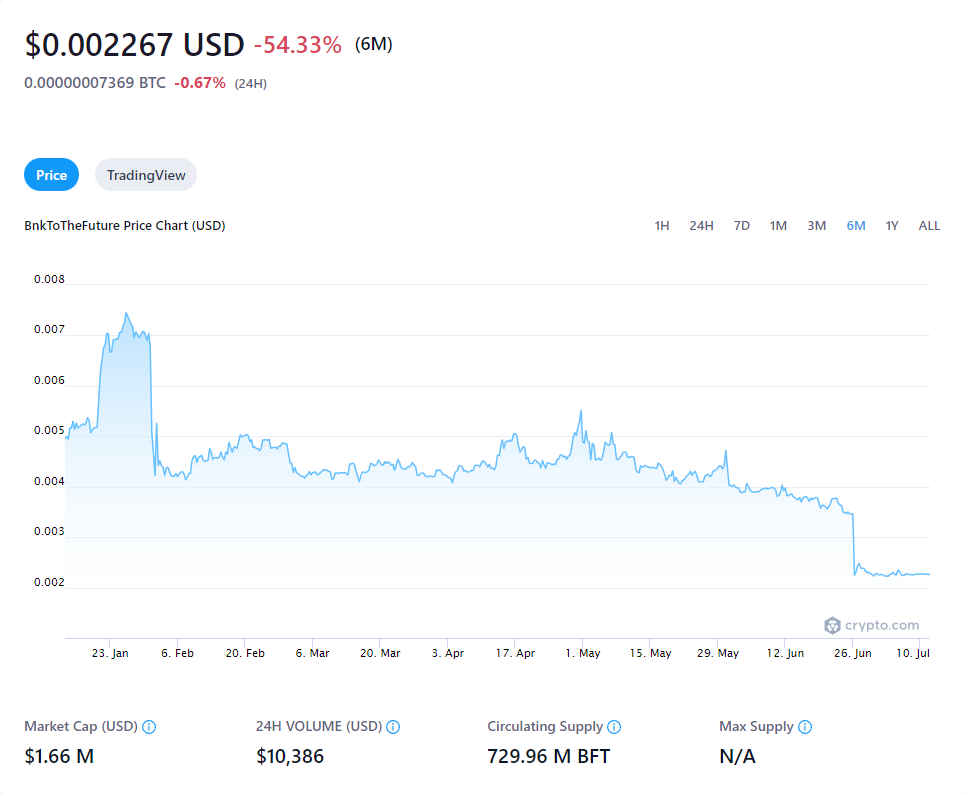 $0.002267 USD -54.33% (6M)
0.00000007369 BTC -0.67% (24H)
Price TradingView
BnkToTheFuture Price Chart (USD) 1H 24H 7D 1M 3M 6M 1Y ALL
0.008
0.007
0.006
0.005
0.004
0.003
0.002
crypto.com
23. Jan 6. Feb 20. Feb 6. Mar 20. Mar 3. Apr 17. Apr 1. May 15. May 29. May 12. Jun 26. Jun 10. Jul
Market Cap (USD) 24H VOLUME (USD) Circulating Supply Max Supply
$1.66 M $10,386 729.96 M BFT N/A